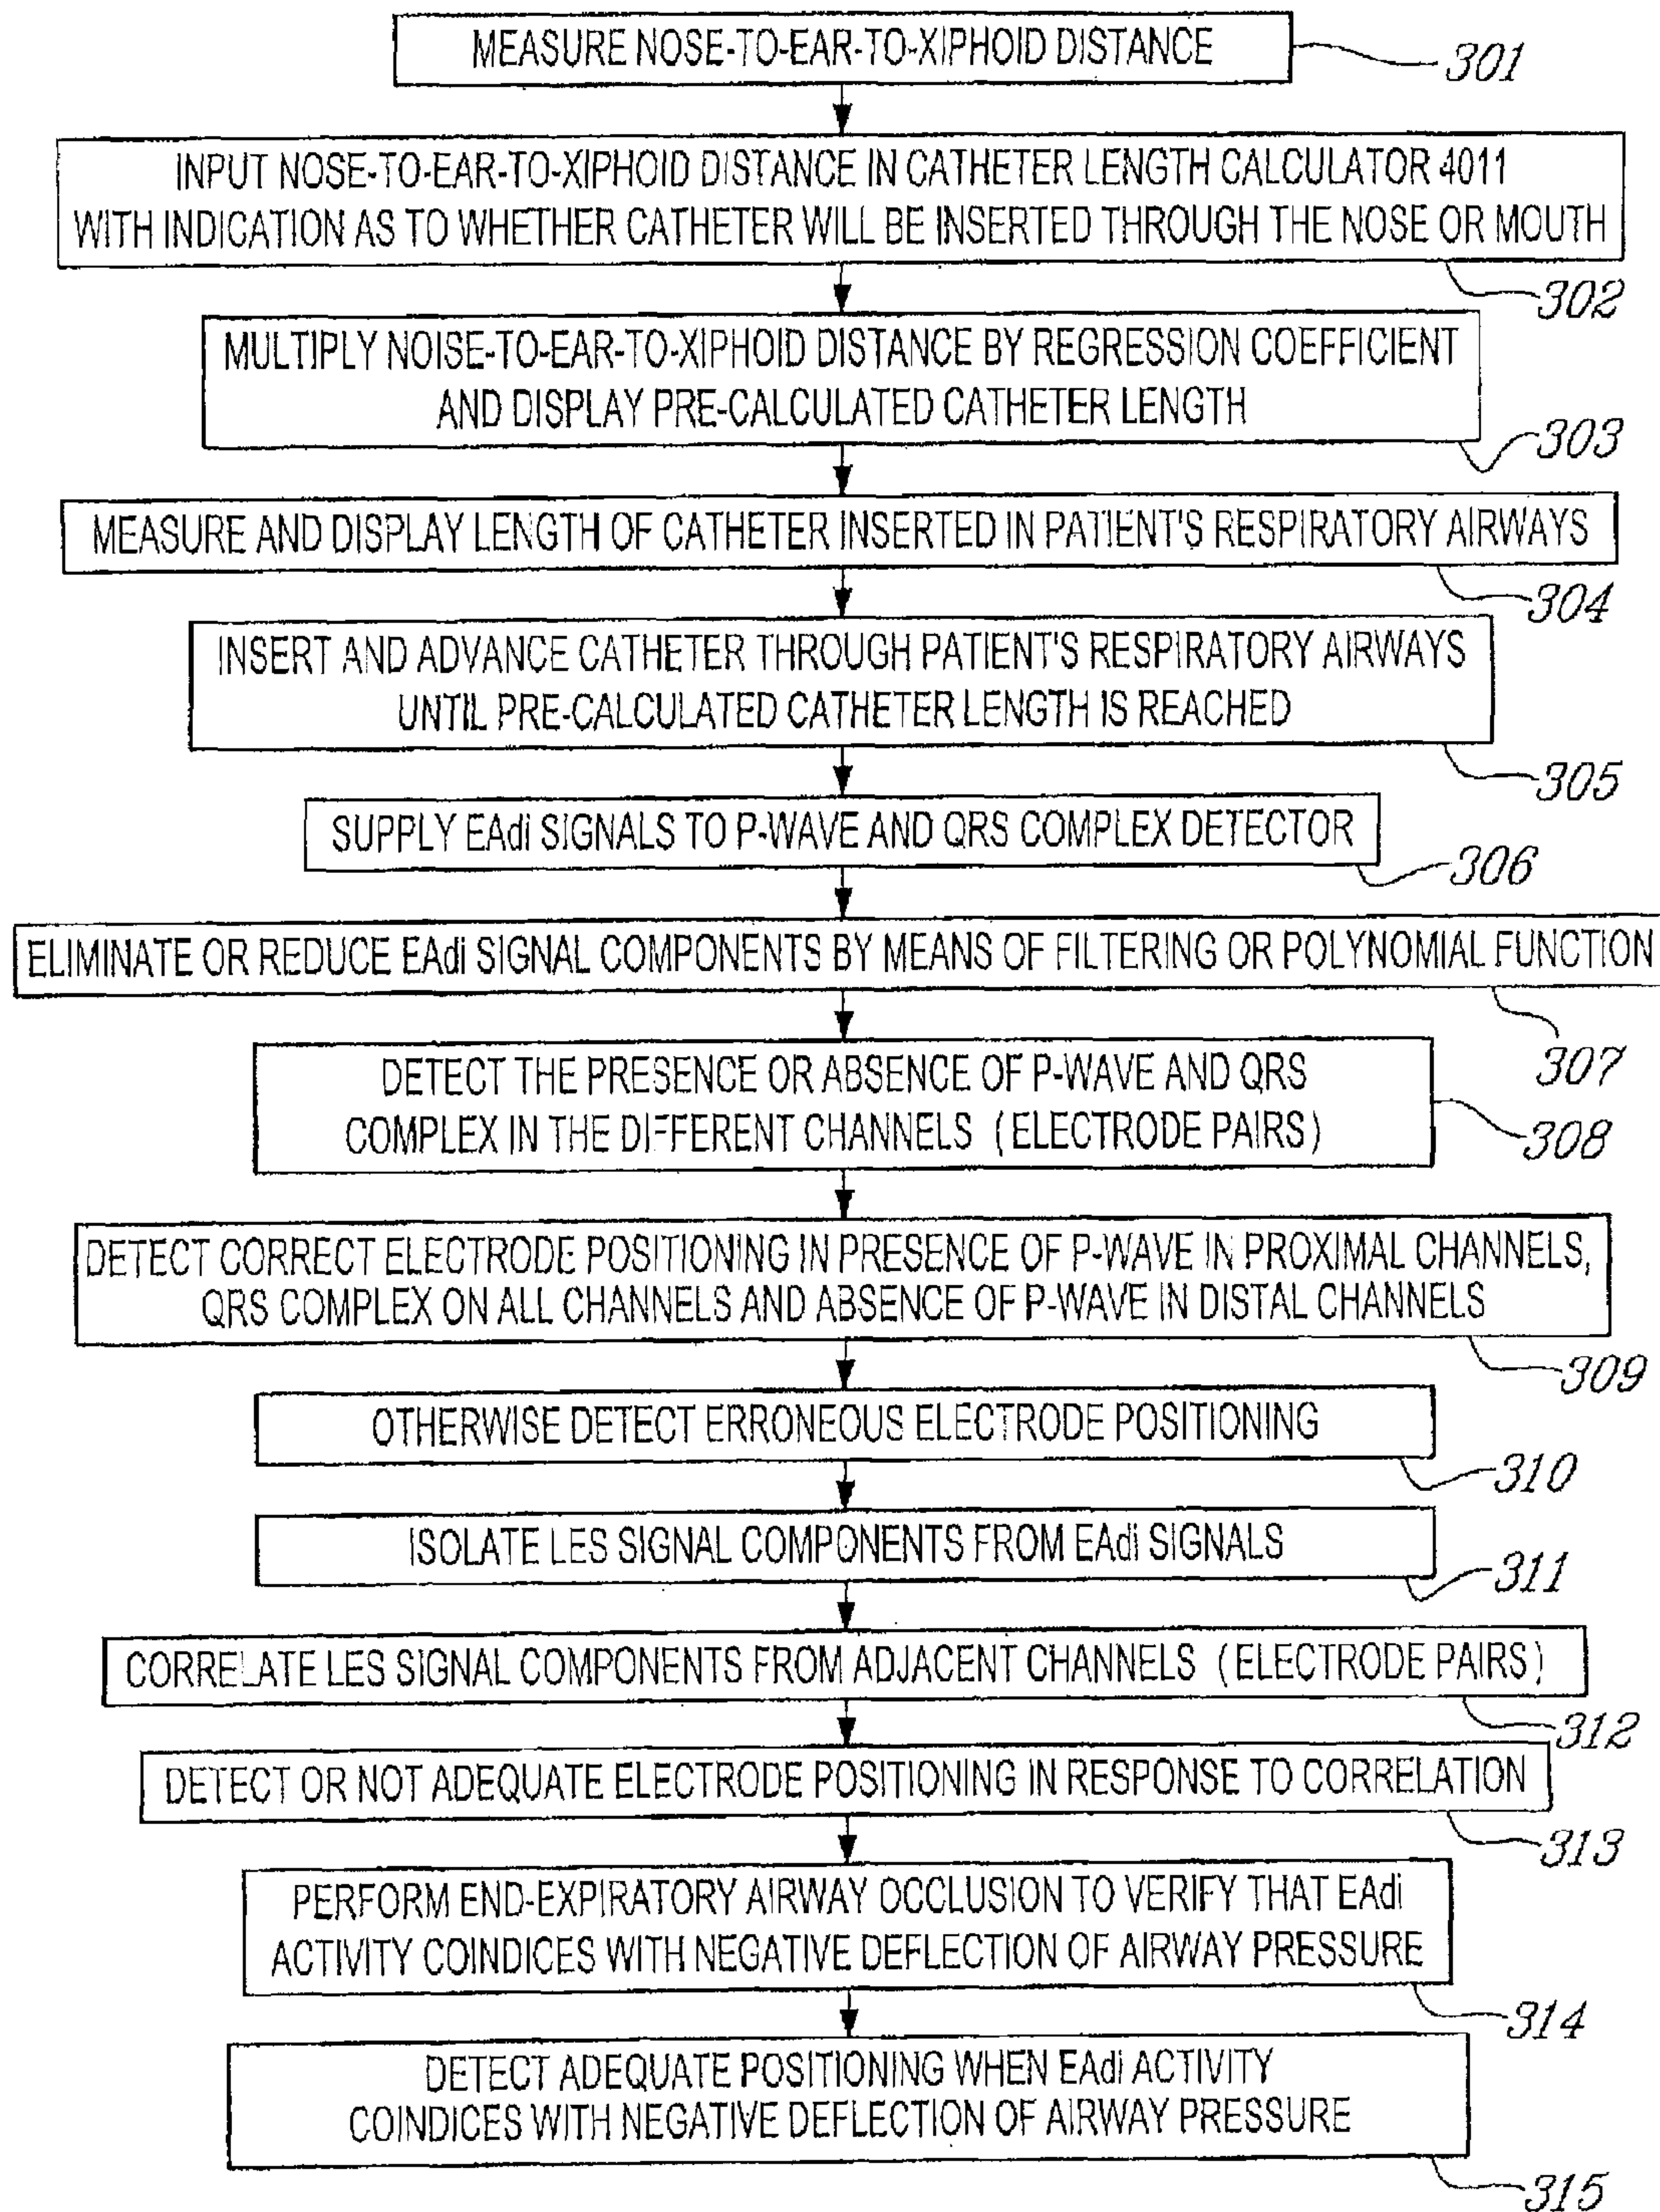 MEASURE NOSE-TO-EAR-TO-XIPHOID DISTANCE
301
INPUT NOSE-TO-EAR-TO-XIPHOID DISTANCE IN CATHETER LENGTH CALCULATOR 4011
WITH INDICATION AS TO WHETHER CATHETER WILL BE INSERTED THROUGH THE NOSE OR MOUTH
302
MULTIPLY NOISE-TO-EAR-TO-XIPHOID DISTANCE BY REGRESSION COEFFICIENT
AND DISPLAY PRE-CALCULATED CATHETER LENGTH
303
MEASURE AND DISPLAY LENGTH OF CATHETER INSERTED IN PATIENT'S RESPIRATORY AIRWAYS
304
INSERT AND ADVANCE CATHETER THROUGH PATIENT'S RESPIRATORY AIRWAYS
UNTIL PRE-CALCULATED CATHETER LENGTH IS REACHED
305
SUPPLY EAdi SIGNALS TO P-WAVE AND QRS COMPLEX DETECTOR
306
ELIMINATE OR REDUCE EAdi SIGNAL COMPONENTS BY MEANS OF FILTERING OR POLYNOMIAL FUNCTION
307
DETECT THE PRESENCE OR ABSENCE OF P-WAVE AND QRS
COMPLEX IN THE DIFFERENT CHANNELS (ELECTRODE PAIRS)
308
DETECT CORRECT ELECTRODE POSITIONING IN PRESENCE OF P-WAVE IN PROXIMAL CHANNELS,
QRS COMPLEX ON ALL CHANNELS AND ABSENCE OF P-WAVE IN DISTAL CHANNELS
309
OTHERWISE DETECT ERRONEOUS ELECTRODE POSITIONING
310
ISOLATE LES SIGNAL COMPONENTS FROM EAdi SIGNALS
311
CORRELATE LES SIGNAL COMPONENTS FROM ADJACENT CHANNELS (ELECTRODE PAIRS)
312
DETECT OR NOT ADEQUATE ELECTRODE POSITIONING IN RESPONSE TO CORRELATION
313
PERFORM END-EXPIRATORY AIRWAY OCCLUSION TO VERIFY THAT EAdi
ACTIVITY COINDICES WITH NEGATIVE DEFLECTION OF AIRWAY PRESSURE
314
DETECT ADEQUATE POSITIONING WHEN EAdi ACTIVITY
COINDICES WITH NEGATIVE DEFLECTION OF AIRWAY PRESSURE
315